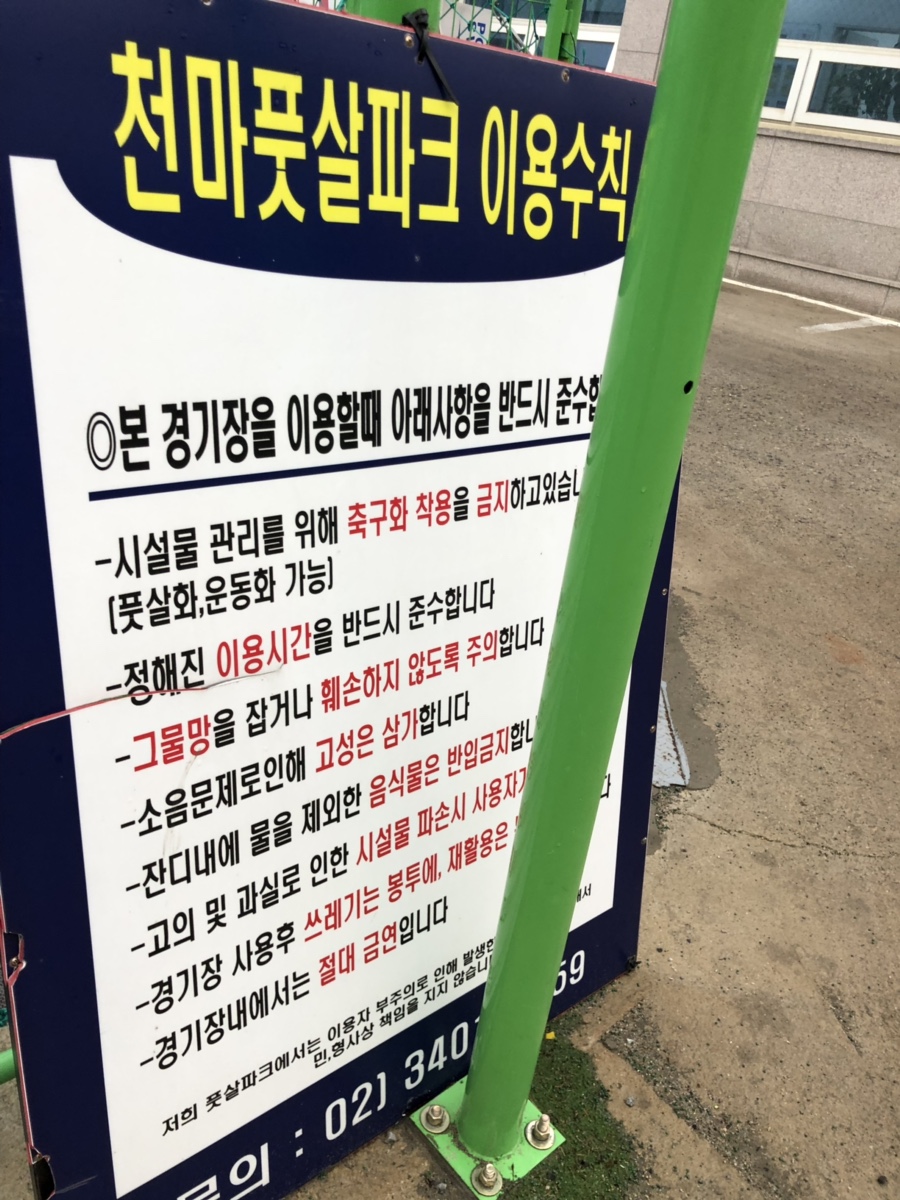 천마풋살파크 이용수칙
◎본 경기장을 이용할때 아래사항을 반드시
-시설물 관리를 위해 축구화 착용을 금지하고있습니
(풋살화,운동화 가능)
-정해진 이용시간을 반드시 준수합니다
-그물망을 잡거나 훼손하지 않도록 주의합니다
-소음문제로인해 고성은 삼가합니다
-잔디내에 물을 제외한 음식물은 반입금지합니
-고의 및 과실로 인한 시설물 파손시 사용자가
-경기장 사용후 쓰레기는 봉투에, 재활용은
-경기장내에서는 절대 금연입니다
저희 풋살파크에서는 이용자 부주의로 인해 발생한
민,형사상 책임을 지지 않습니
문의 : 02) 340 59